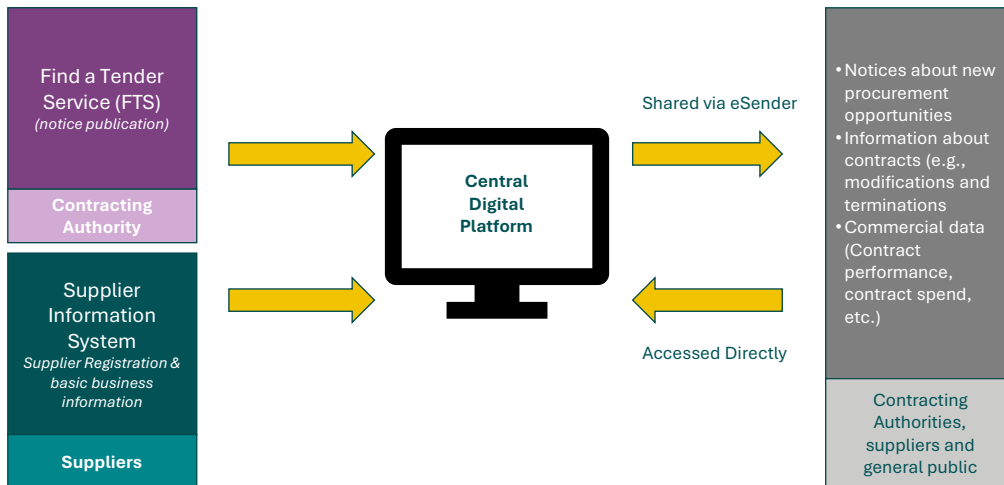 Find a Tender
Service (FTS)
(notice publication)
Contracting
Authority
Supplier
Information
System
Supplier Registration &
basic business
information
Suppliers
Central
Digital
Platform
Shared via eSender
Accessed Directly
•Notices about new
procurement
opportunities
•Information about
contracts (e.g.,
modifications and
terminations
•Commercial data
(Contract
performance,
contract spend,
etc.)
Contracting
Authorities,
suppliers and
general public